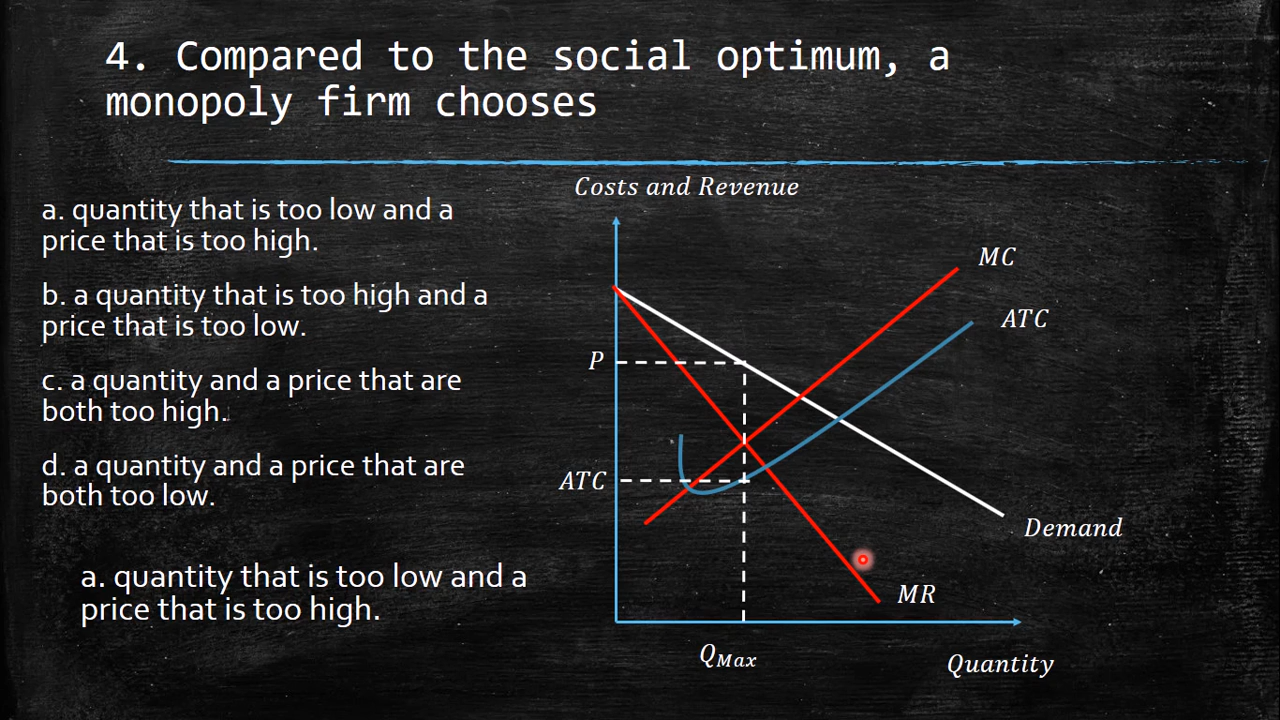 4. Compared to the social optimum, a
monopoly firm chooses
a. quantity that is too low and a
price that is too high.
b. a quantity that is too high and a
price that is too low.
c. a quantity and a price that are
both too high.
d. a quantity and a price that are
both too low.
a. quantity that is too low and a
price that is too high.
Costs and Revenue
MC
ATC
P
ATC
Demand
MR
Q_Max
Quantity